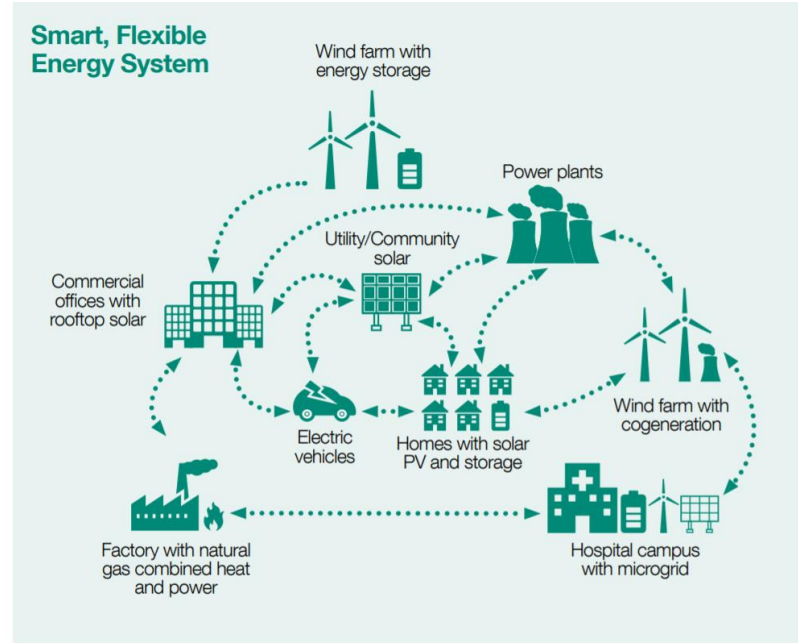 Smart, Flexible
Energy System
Wind farm with
energy storage
Power plants
Utility/Community
solar
Commercial
offices with
rooftop solar
Electric
vehicles
Homes with solar
PV and storage
Wind farm with
cogeneration
Factory with natural
gas combined heat
and power
Hospital campus
with microgrid